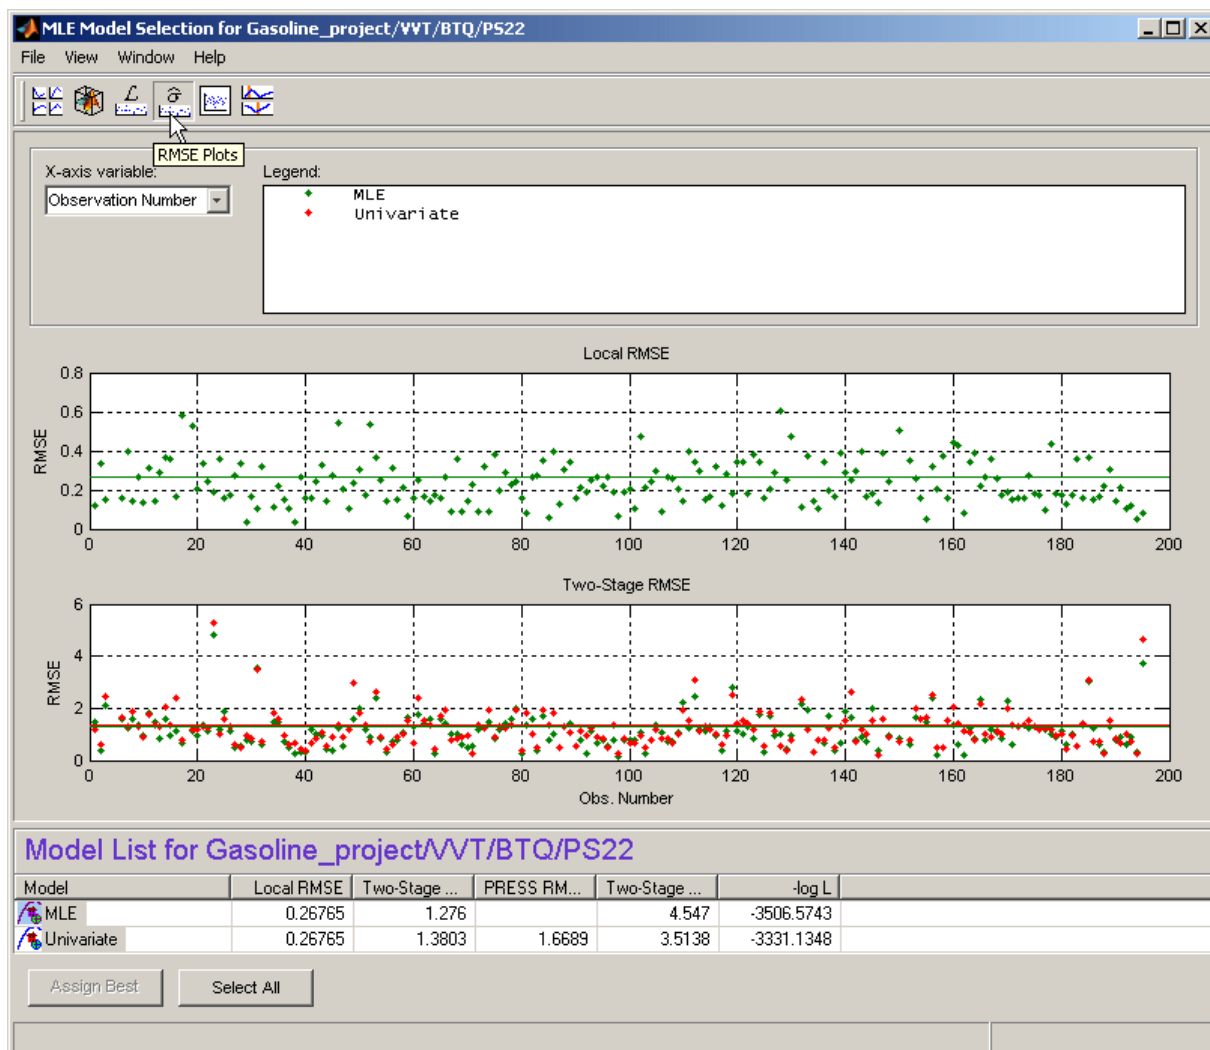 MLE Model Selection for Gasoline_project/VVT/BTQ/PS22
File View Window Help
RMSE Plots
X-axis variable:
Observation Number
Legend:
MLE
Univariate
Local RMSE
RMSE
0.8
0.6
0.4
0.2
0
0 20 40 60 80 100 120 140 160 180 200
Two-Stage RMSE
RMSE
6
4
2
0
0 20 40 60 80 100 120 140 160 180 200
Obs. Number
Model List for Gasoline_project/VVT/BTQ/PS22
Model Local RMSE Two-Stage ... PRESS RM... Two-Stage ... -log L
MLE 0.26765 1.276 4.547 -3506.5743
Univariate 0.26765 1.3803 1.6689 3.5138 -3331.1348
Assign Best Select All